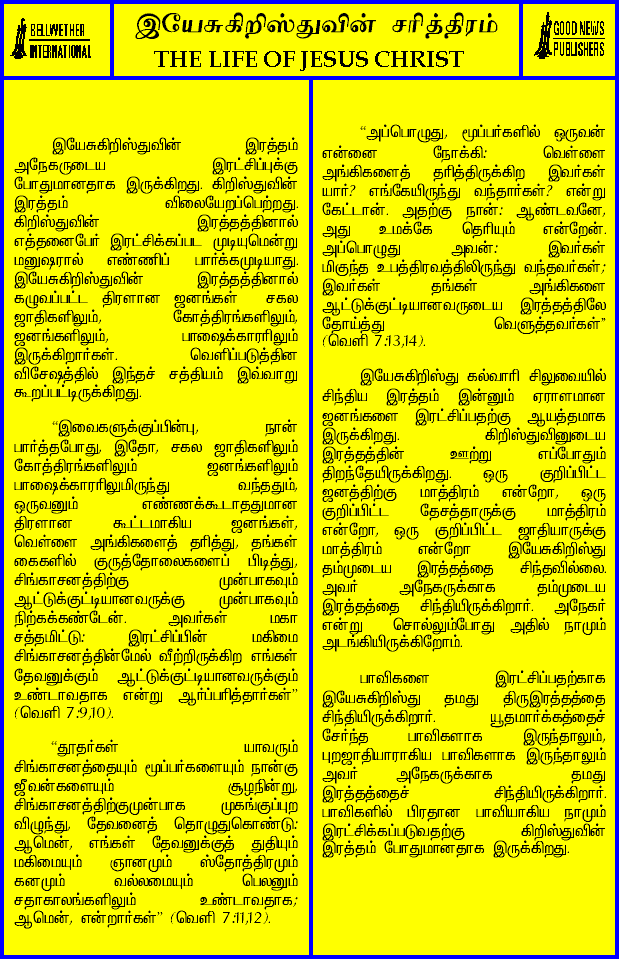 BELLWETHER
INTERNATIONAL
இயேசுகிறிஸ்துவின் சரித்திரம்
THE LIFE OF JESUS CHRIST
GOOD NEWS
PUBLISHERS
இயேசுகிறிஸ்துவின் இரத்தம்
அநேகருடைய இரட்சிப்புக்கு
போதுமானதாக இருக்கிறது. கிறிஸ்துவின்
இரத்தம் விலையேறப்பெற்றது.
கிறிஸ்துவின் இரத்தத்தினால்
எத்தனைபேர் இரட்சிக்கப்பட முடியுமென்று
மனுஷரால் எண்ணிப் பார்க்கமுடியாது.
இயேசுகிறிஸ்துவின் இரத்தத்தினால்
கழுவப்பட்ட திரளான ஜனங்கள் சகல
ஜாதிகளிலும், கோத்திரங்களிலும்,
ஜனங்களிலும், பாஷைக்காரரிலும்
இருக்கிறார்கள். வெளிப்படுத்தின
விசேஷத்தில் இந்தச் சத்தியம் இவ்வாறு
கூறப்பட்டிருக்கிறது.
“இவைகளுக்குப்பின்பு, நான்
பார்த்தபோது, இதோ, சகல ஜாதிகளிலும்
கோத்திரங்களிலும் ஜனங்களிலும்
பாஷைக்காரரிலுமிருந்து வந்ததும்,
ஒருவனும் எண்ணக்கூடாததுமான
திரளான கூட்டமாகிய ஜனங்கள்,
வெள்ளை அங்கிகளைத் தரித்து, தங்கள்
கைகளில் குருத்தோலைகளைப் பிடித்து,
சிங்காசனத்திற்கு முன்பாகவும்
ஆட்டுக்குட்டியானவருக்கு முன்பாகவும்
நிற்கக்கண்டேன். அவர்கள் மகா
சத்தமிட்டு: இரட்சிப்பின் மகிமை
சிங்காசனத்தின்மேல் வீற்றிருக்கிற எங்கள்
தேவனுக்கும் ஆட்டுக்குட்டியானவருக்கும்
உண்டாவதாக என்று ஆர்ப்பரித்தார்கள்”
(வெளி 7:9,10).
“தூதர்கள் யாவரும்
சிங்காசனத்தையும் மூப்பர்களையும் நான்கு
ஜீவன்களையும் சூழநின்று,
சிங்காசனத்திற்குமுன்பாக முகங்குப்புற
விழுந்து, தேவனைத் தொழுதுகொண்டு:
ஆமென், எங்கள் தேவனுக்குத் துதியும்
மகிமையும் ஞானமும் ஸ்தோத்திரமும்
கனமும் வல்லமையும் பெலனும்
சதாகாலங்களிலும் உண்டாவதாக;
ஆமென், என்றார்கள்” (வெளி 7:11,12).
“அப்பொழுது, மூப்பர்களில் ஒருவன்
என்னை நோக்கி: வெள்ளை
அங்கிகளைத் தரித்திருக்கிற இவர்கள்
யார்? எங்கேயிருந்து வந்தார்கள்? என்று
கேட்டான். அதற்கு நான்: ஆண்டவனே,
அது உமக்கே தெரியும் என்றேன்.
அப்பொழுது அவன்: இவர்கள்
மிகுந்த உபத்திரவத்திலிருந்து வந்தவர்கள்;
இவர்கள் தங்கள் அங்கிகளை
ஆட்டுக்குட்டியானவருடைய இரத்தத்திலே
தோய்த்து வெளுத்தவர்கள்”
(வெளி 7:13,14).
இயேசுகிறிஸ்து கல்வாரி சிலுவையில்
சிந்திய இரத்தம் இன்னும் ஏராளமான
ஜனங்களை இரட்சிப்பதற்கு ஆயத்தமாக
இருக்கிறது. கிறிஸ்துவினுடைய
இரத்தத்தின் ஊற்று எப்போதும்
திறந்தேயிருக்கிறது. ஒரு குறிப்பிட்ட
ஜனத்திற்கு மாத்திரம் என்றோ, ஒரு
குறிப்பிட்ட தேசத்தாருக்கு மாத்திரம்
என்றோ, ஒரு குறிப்பிட்ட ஜாதியாருக்கு
மாத்திரம் என்றோ இயேசுகிறிஸ்து
தம்முடைய இரத்தத்தை சிந்தவில்லை.
அவர் அநேகருக்காக தம்முடைய
இரத்தத்தை சிந்தியிருக்கிறார். அநேகர்
என்று சொல்லும்போது அதில் நாமும்
அடங்கியிருக்கிறோம்.
பாவிகளை இரட்சிப்பதற்காக
இயேசுகிறிஸ்து தமது திருஇரத்தத்தை
சிந்தியிருக்கிறார். யூதமார்க்கத்தைச்
சேர்ந்த பாவிகளாக இருந்தாலும்,
புறஜாதியாராகிய பாவிகளாக இருந்தாலும்
அவர் அநேகருக்காக தமது
இரத்தத்தைச் சிந்தியிருக்கிறார்.
பாவிகளில் பிரதான பாவியாகிய நாமும்
இரட்சிக்கப்படுவதற்கு கிறிஸ்துவின்
இரத்தம் போதுமானதாக இருக்கிறது.